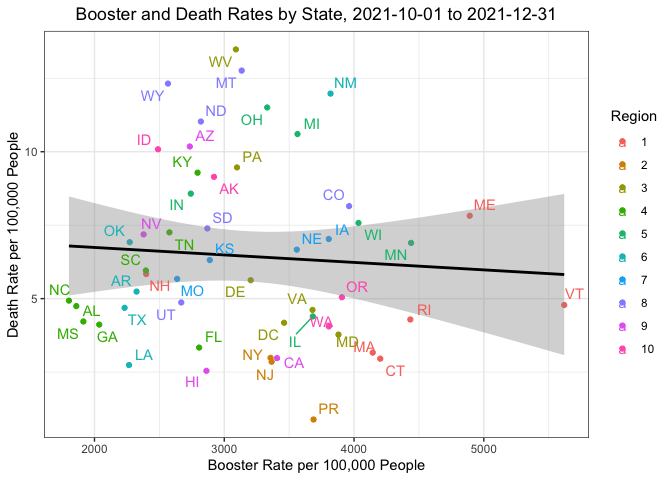 Booster and Death Rates by State, 2021-10-01 to 2021-12-31
WV
MT
WY
NM
ND
OH
MI
AZ
ID
KY
PA
AK
IN
CO
ME
SD
NV
OK
TN
NE
IA
WI
MN
KS
SC
NH
AR
MO
DE
OR
VT
NC
AL
TX
UT
VA
WA
RI
MS
GA
DC
IL
MD
FL
NY
MA
LA
NJ
CA
CT
HI
PR
10
5
2000
3000
4000
5000
Booster Rate per 100,000 People
Death Rate per 100,000 People
Region
a 1
a 2
a 3
a 4
a 5
a 6
a 7
a 8
a 9
a 10